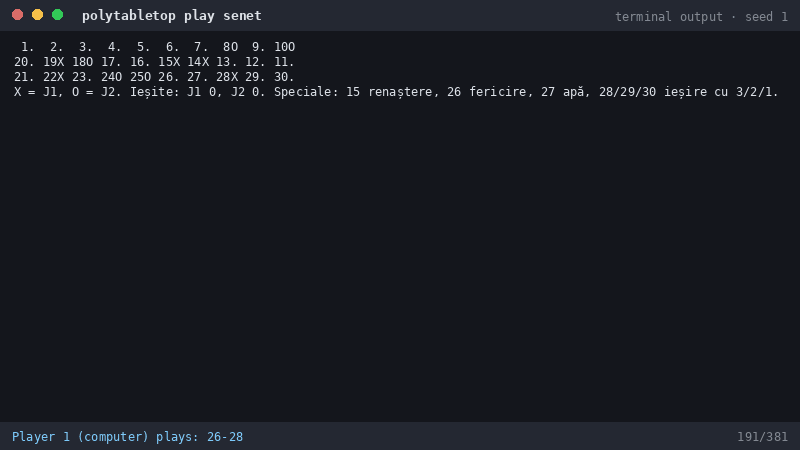 polytabletop play senet
terminal output · seed 1
 1.  2.  3.  4.  5.  6.  7.  8O  9. 10O
20. 19X 18O 17. 16. 15X 14X 13. 12. 11.
21. 22X 23. 24O 25O 26. 27. 28X 29. 30.
X = J1, O = J2. Ieșite: J1 0, J2 0. Speciale: 15 renaștere, 26 fericire, 27 apă, 28/29/30 ieșire cu 3/2/1.
Player 1 (computer) plays: 26-28
191/381